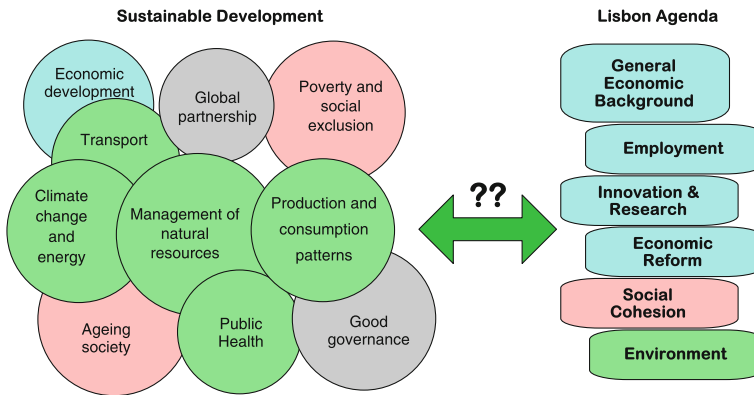 Sustainable Development
Economic
development
Global
partnership
Poverty and
social
exclusion
Transport
Climate
change
and
energy
Management of
natural
resources
Production and
consumption
patterns
Ageing
society
Public
Health
Good
governance
??
Lisbon Agenda
General
Economic
Background
Employment
Innovation &
Research
Economic
Reform
Social
Cohesion
Environment